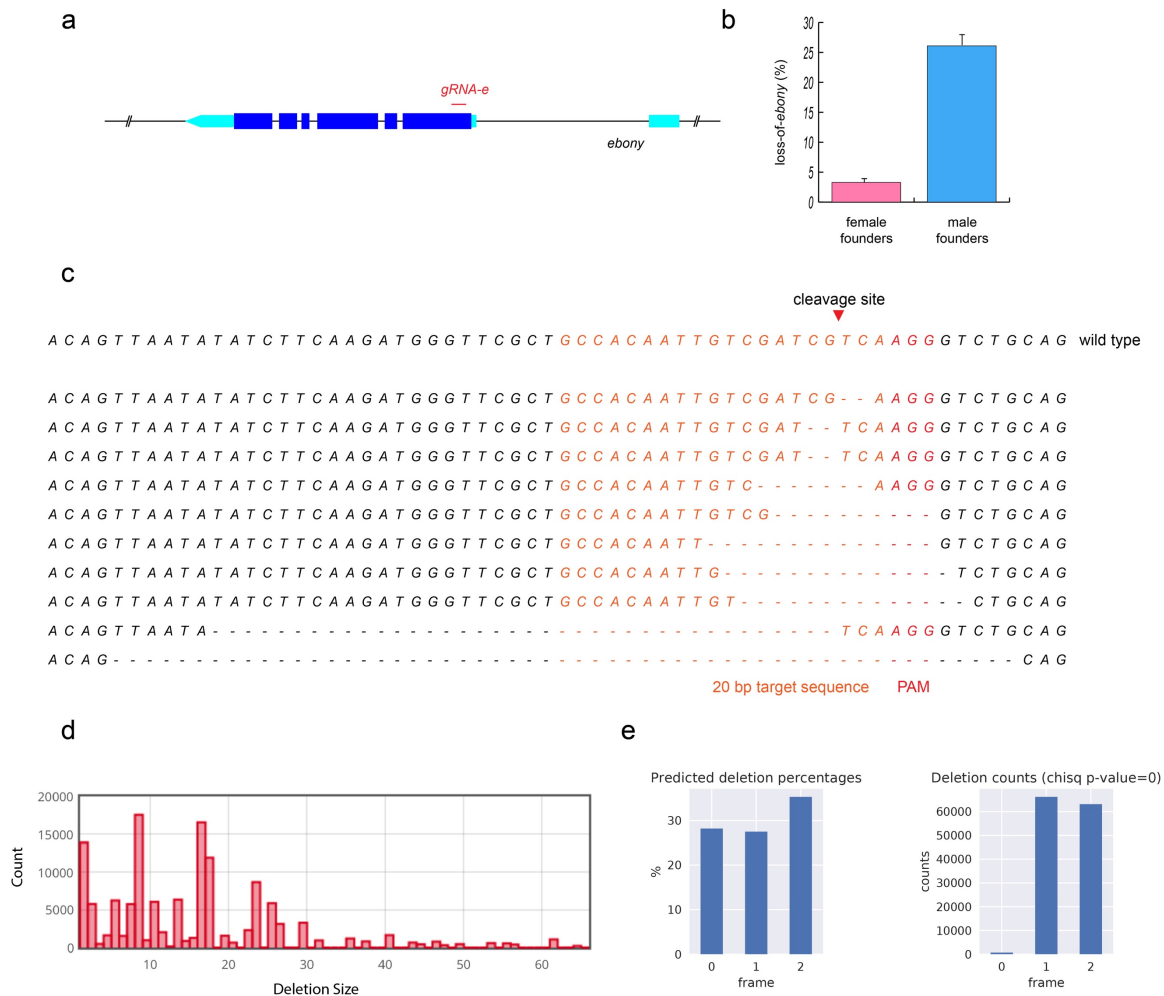 a
gRNA-e
ebony
b
loss-of-ebony (%)
30
25
20
15
10
5
0
female founders
male founders
c
cleavage site
A C A G T T A A T A T A T C T T C A A G A T G G G T T C G C T G C C A C A A T T G T C G A T C G T C A A G G G T C T G C A G wild type
A C A G T T A A T A T A T C T T C A A G A T G G G T T C G C T G C C A C A A T T G T C G A T C G - - A A G G G T C T G C A G
A C A G T T A A T A T A T C T T C A A G A T G G G T T C G C T G C C A C A A T T G T C G A T - - T C A A G G G T C T G C A G
A C A G T T A A T A T A T C T T C A A G A T G G G T T C G C T G C C A C A A T T G T C G A T - - T C A A G G G T C T G C A G
A C A G T T A A T A T A T C T T C A A G A T G G G T T C G C T G C C A C A A T T G T C - - - - - - - A A G G G T C T G C A G
A C A G T T A A T A T A T C T T C A A G A T G G G T T C G C T G C C A C A A T T G T C G - - - - - - - - - - G T C T G C A G
A C A G T T A A T A T A T C T T C A A G A T G G G T T C G C T G C C A C A A T T - - - - - - - - - - - - - - G T C T G C A G
A C A G T T A A T A T A T C T T C A A G A T G G G T T C G C T G C C A C A A T T G - - - - - - - - - - - - - - T C T G C A G
A C A G T T A A T A T A T C T T C A A G A T G G G T T C G C T G C C A C A A T T G T - - - - - - - - - - - - - - C T G C A G
A C A G T T A A T A - - - - - - - - - - - - - - - - - - - - - - - - - - - - - - - - - - - - - - T C A A G G G T C T G C A G
A C A G - - - - - - - - - - - - - - - - - - - - - - - - - - - - - - - - - - - - - - - - - - - - - - - - - - - - - - - C A G
20 bp target sequence PAM
d
Count
20000
15000
10000
5000
0
10 20 30 40 50 60
Deletion Size
e
Predicted deletion percentages
%
30
20
10
0
0 1 2
frame
Deletion counts (chisq p-value=0)
counts
60000
50000
40000
30000
20000
10000
0
0 1 2
frame